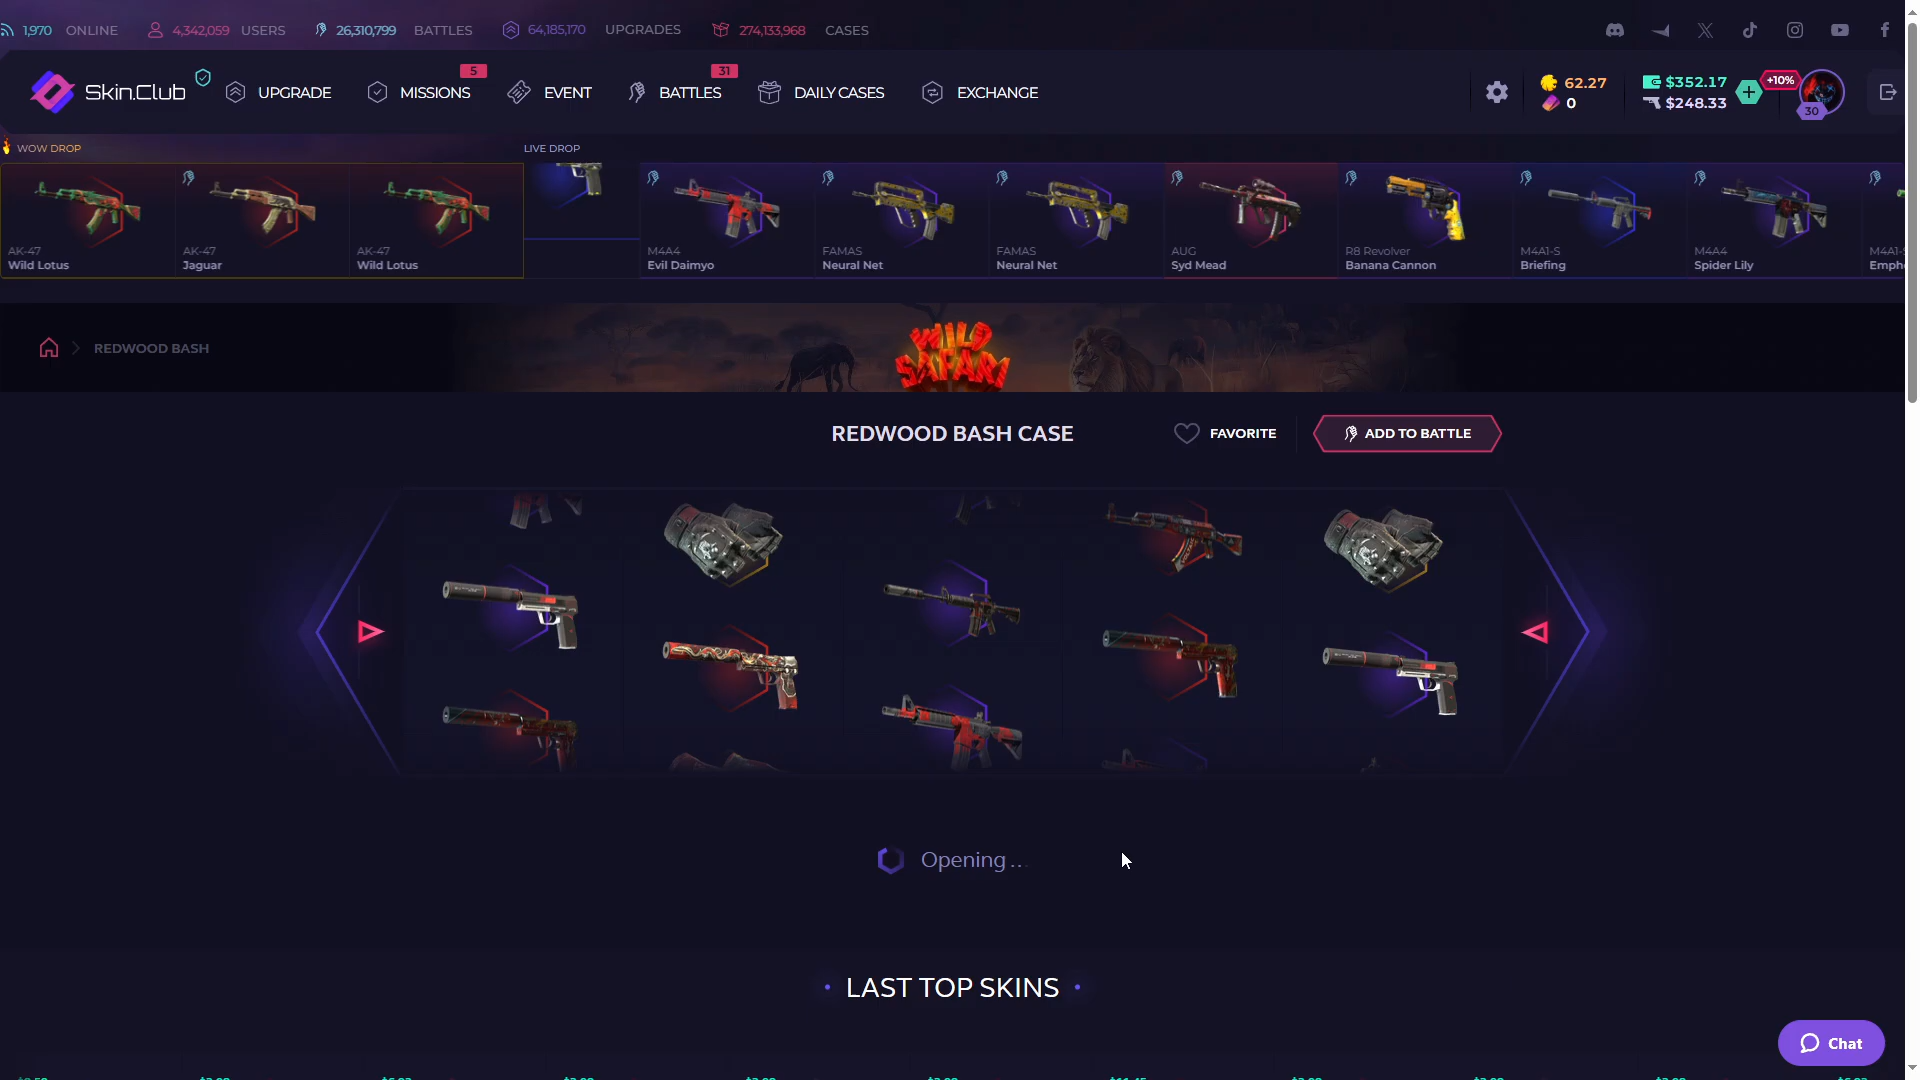 1,970 ONLINE 4,342,059 USERS 26,310,799 BATTLES 64,185,170 UPGRADES 274,133,968 CASES
Skin.Club UPGRADE MISSIONS 5 EVENT BATTLES 31 DAILY CASES EXCHANGE
62.27
0
$352.17
$248.33
+10%
30
WOW DROP
LIVE DROP
AK-47
Wild Lotus
AK-47
Jaguar
AK-47
Wild Lotus
M4A4
Evil Daimyo
FAMAS
Neural Net
FAMAS
Neural Net
AUG
Syd Mead
R8 Revolver
Banana Cannon
M4A1-S
Briefing
M4A4
Spider Lily
REDWOOD BASH
WILD
SAFARI
REDWOOD BASH CASE
FAVORITE
ADD TO BATTLE
Opening ...
LAST TOP SKINS
Chat